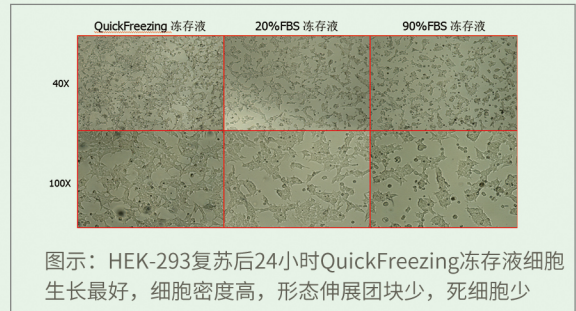 QuickFreezing 冻存液 20%FBS 冻存液 90%FBS 冻存液
40X
100X
图示：HEK-293复苏后24小时QuickFreezing冻存液细胞
生长最好，细胞密度高，形态伸展团块少，死细胞少